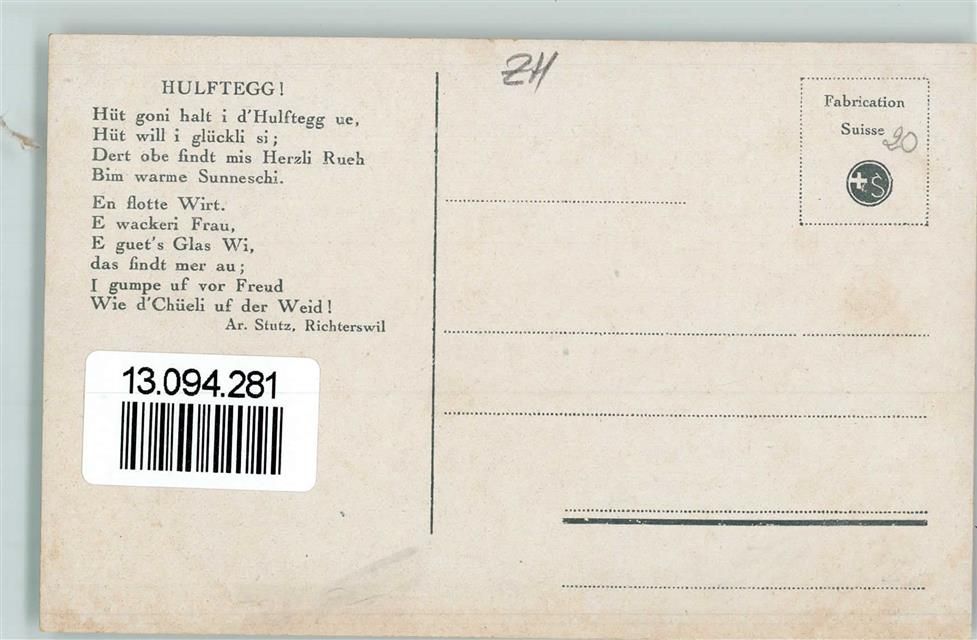 HULFTEGG!
Hüt goni halt i d'Hulftegg ue,
Hüt will i glückli si;
Dert obe findt mis Herzli Rueh
Bim warme Sunneschi.
En flotte Wirt.
E wackeri Frau,
E guet's Glas Wi,
das findt mer au;
I gumpe uf vor Freud
Wie d'Chüeli uf der Weid!
Ar. Stutz, Richterswil
13.094.281
ZH
Fabrication
Suisse
20
S